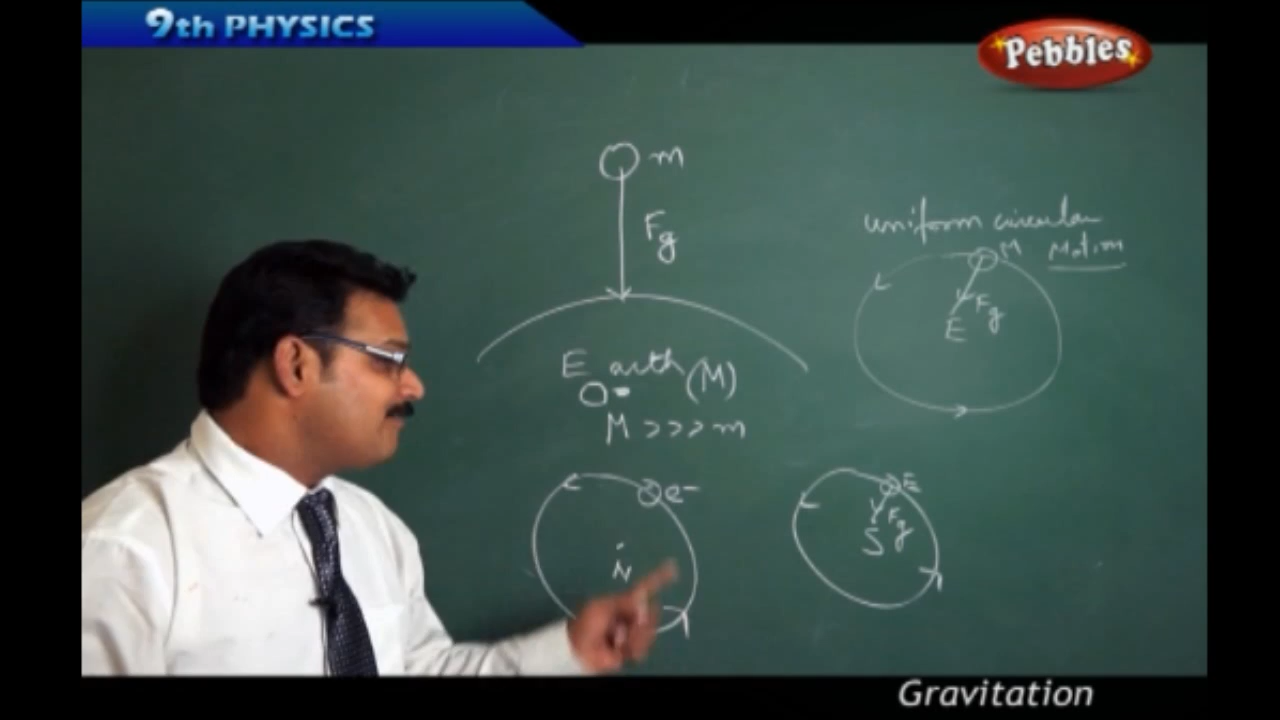 9th PHYSICS
Pebbles
m
Fg
uniform circular
M Motion
Fg
E
Earth (M)
M >>> m
e-
N
E
Fg
S
Gravitation